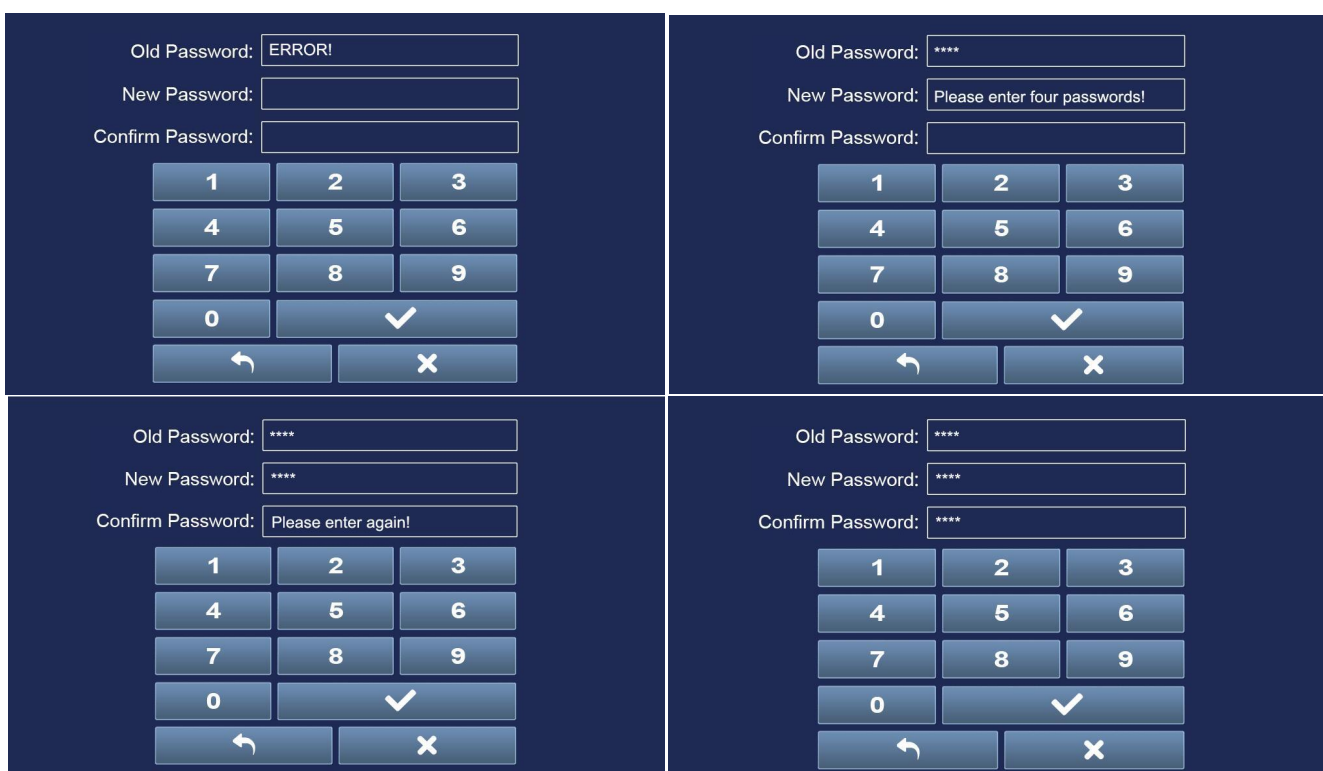 Old Password: ERROR!
New Password:
Confirm Password:
1 2 3
4 5 6
7 8 9
0
Old Password: ****
New Password: Please enter four passwords!
Confirm Password:
1 2 3
4 5 6
7 8 9
0
Old Password: ****
New Password: ****
Confirm Password: Please enter again!
1 2 3
4 5 6
7 8 9
0
Old Password: ****
New Password: ****
Confirm Password: ****
1 2 3
4 5 6
7 8 9
0